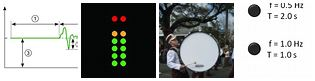 ①
③
f = 0.5 Hz
T = 2.0 s
f = 1.0 Hz
T = 1.0 s